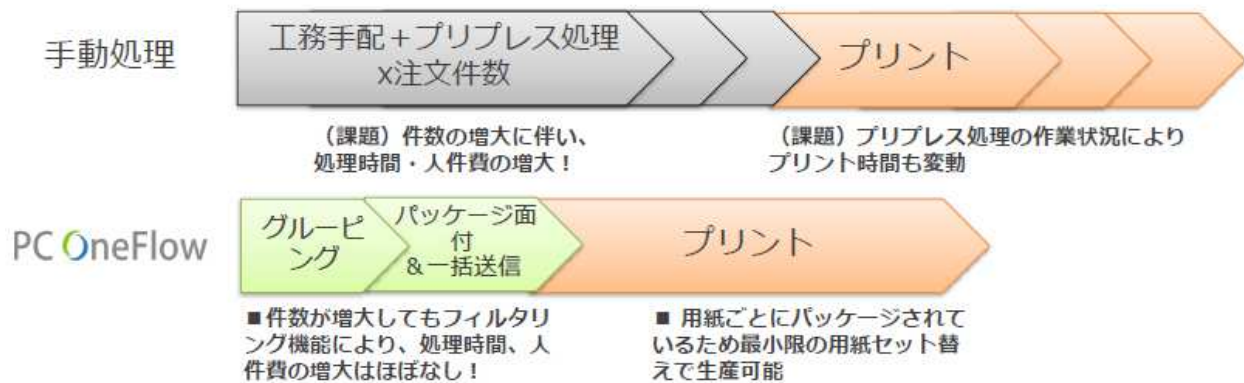 手動処理
工務手配＋プリプレス処理
x注文件数
プリント
（課題）件数の増大に伴い、
処理時間・人件費の増大！
（課題）プリプレス処理の作業状況により
プリント時間も変動
PC OneFlow
グルーピ
ング
パッケージ面
付
＆一括送信
プリント
■件数が増大してもフィルタリ
ング機能により、処理時間、人
件費の増大はほぼなし！
■ 用紙ごとにパッケージされて
いるため最小限の用紙セット替
えで生産可能